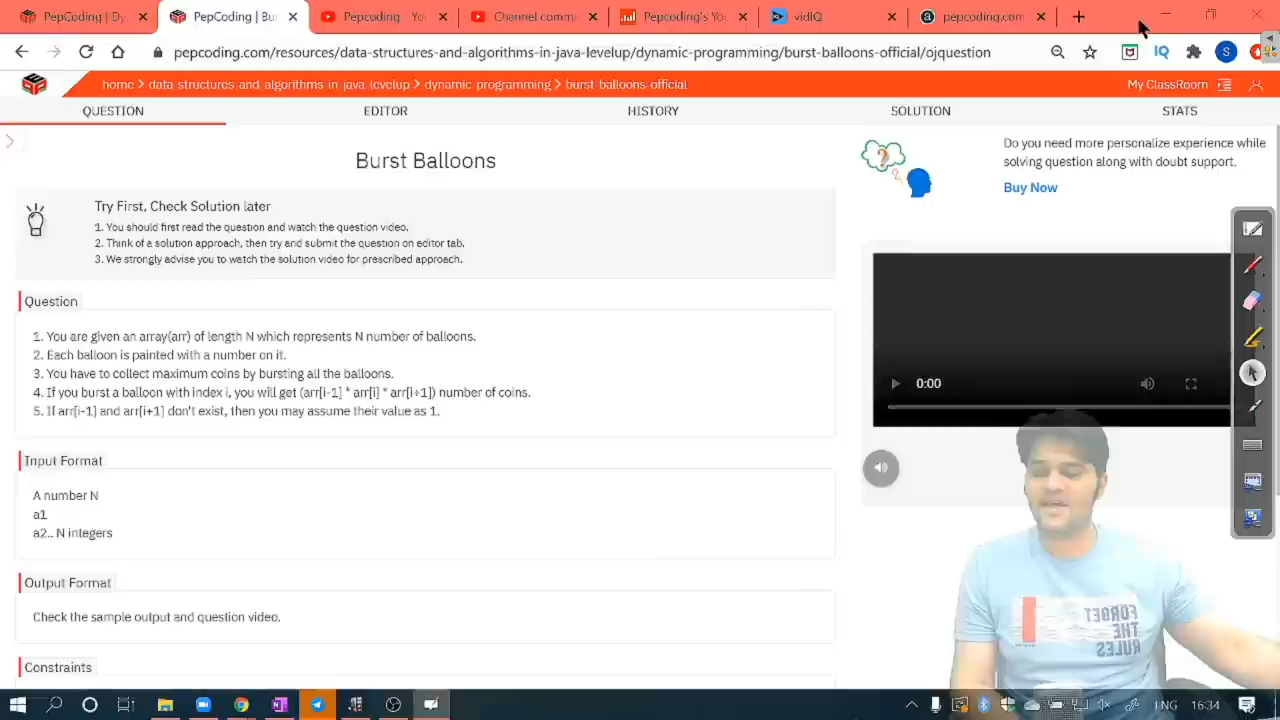 PepCoding | Dy
PepCoding | Bu
Pepcoding - Yo
Channel comm
Pepcoding's Yo
vidIQ
pepcoding.com
pepcoding.com/resources/data-structures-and-algorithms-in-java-levelup/dynamic-programming/burst-balloons-official/ojquestion
IQ
S
home > data structures and algorithms in java levelup > dynamic programming > burst balloons official
My ClassRoom
QUESTION
EDITOR
HISTORY
SOLUTION
STATS
Burst Balloons
Try First, Check Solution later
1. You should first read the question and watch the question video.
2. Think of a solution approach, then try and submit the question on editor tab.
3. We strongly advise you to watch the solution video for prescribed approach.
Do you need more personalize experience while
solving question along with doubt support.
Buy Now
Question
1. You are given an array(arr) of length N which represents N number of balloons.
2. Each balloon is painted with a number on it.
3. You have to collect maximum coins by bursting all the balloons.
4. If you burst a balloon with index i, you will get (arr[i-1] * arr[i] * arr[i+1]) number of coins.
5. If arr[i-1] and arr[i+1] don't exist, then you may assume their value as 1.
0:00
Input Format
A number N
a1
a2.. N integers
Output Format
Check the sample output and question video.
Constraints
FORGET
THE
RULES
ENG
16:34